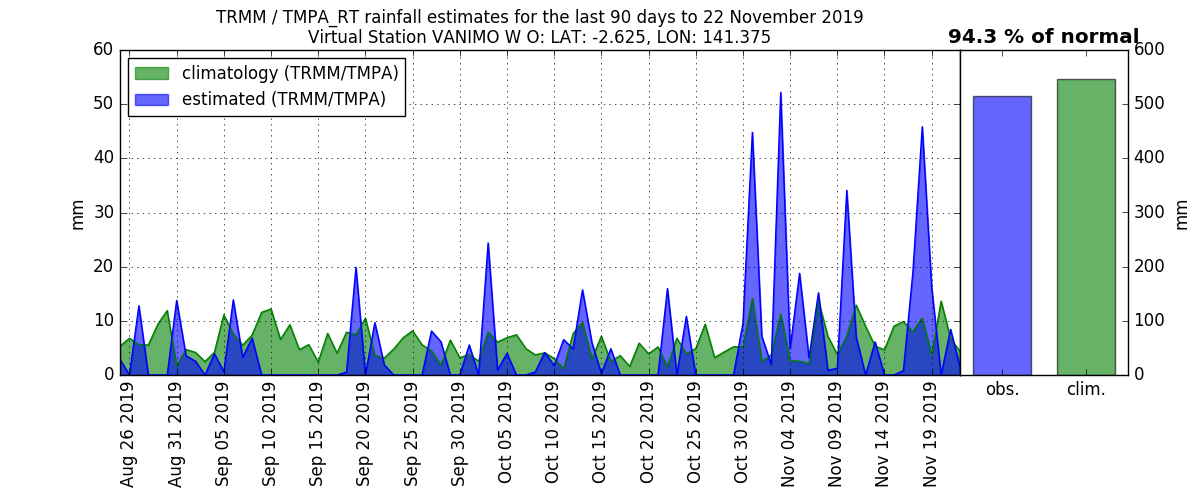 TRMM / TMPA_RT rainfall estimates for the last 90 days to 22 November 2019
Virtual Station VANIMO W O: LAT: -2.625, LON: 141.375
94.3 % of normal
climatology (TRMM/TMPA)
estimated (TRMM/TMPA)
60
50
40
30
20
10
0
mm
600
500
400
300
200
100
0
mm
Aug 26 2019
Aug 31 2019
Sep 05 2019
Sep 10 2019
Sep 15 2019
Sep 20 2019
Sep 25 2019
Sep 30 2019
Oct 05 2019
Oct 10 2019
Oct 15 2019
Oct 20 2019
Oct 25 2019
Oct 30 2019
Nov 04 2019
Nov 09 2019
Nov 14 2019
Nov 19 2019
obs.
clim.